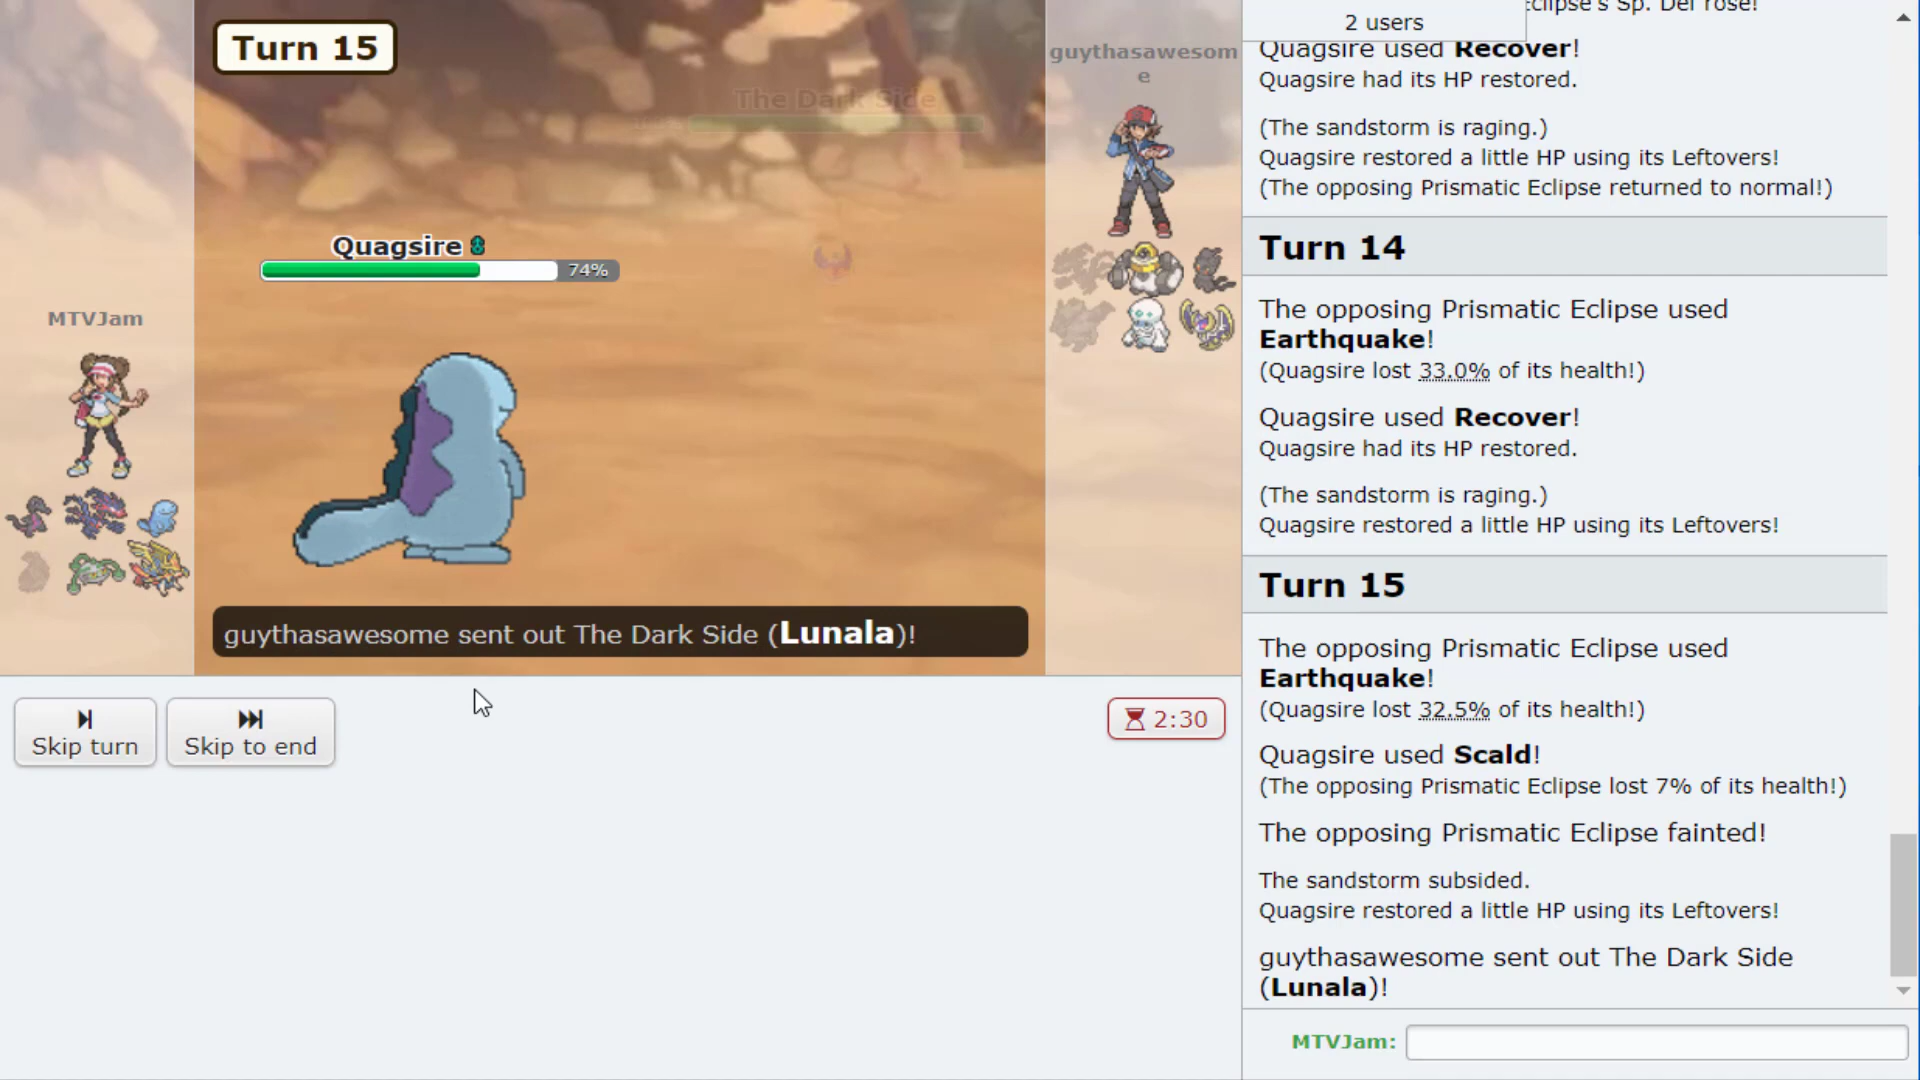 Turn 15
guythasawesom
e
The Dark Side
Quagsire
74%
MTVJam
guythasawesome sent out The Dark Side (Lunala)!
Skip turn
Skip to end
2:30
2 users
Quagsire used Recover!
Quagsire had its HP restored.
(The sandstorm is raging.)
Quagsire restored a little HP using its Leftovers!
(The opposing Prismatic Eclipse returned to normal!)
Turn 14
The opposing Prismatic Eclipse used
Earthquake!
(Quagsire lost 33.0% of its health!)
Quagsire used Recover!
Quagsire had its HP restored.
(The sandstorm is raging.)
Quagsire restored a little HP using its Leftovers!
Turn 15
The opposing Prismatic Eclipse used
Earthquake!
(Quagsire lost 32.5% of its health!)
Quagsire used Scald!
(The opposing Prismatic Eclipse lost 7% of its health!)
The opposing Prismatic Eclipse fainted!
The sandstorm subsided.
Quagsire restored a little HP using its Leftovers!
guythasawesome sent out The Dark Side
(Lunala)!
MTVJam: